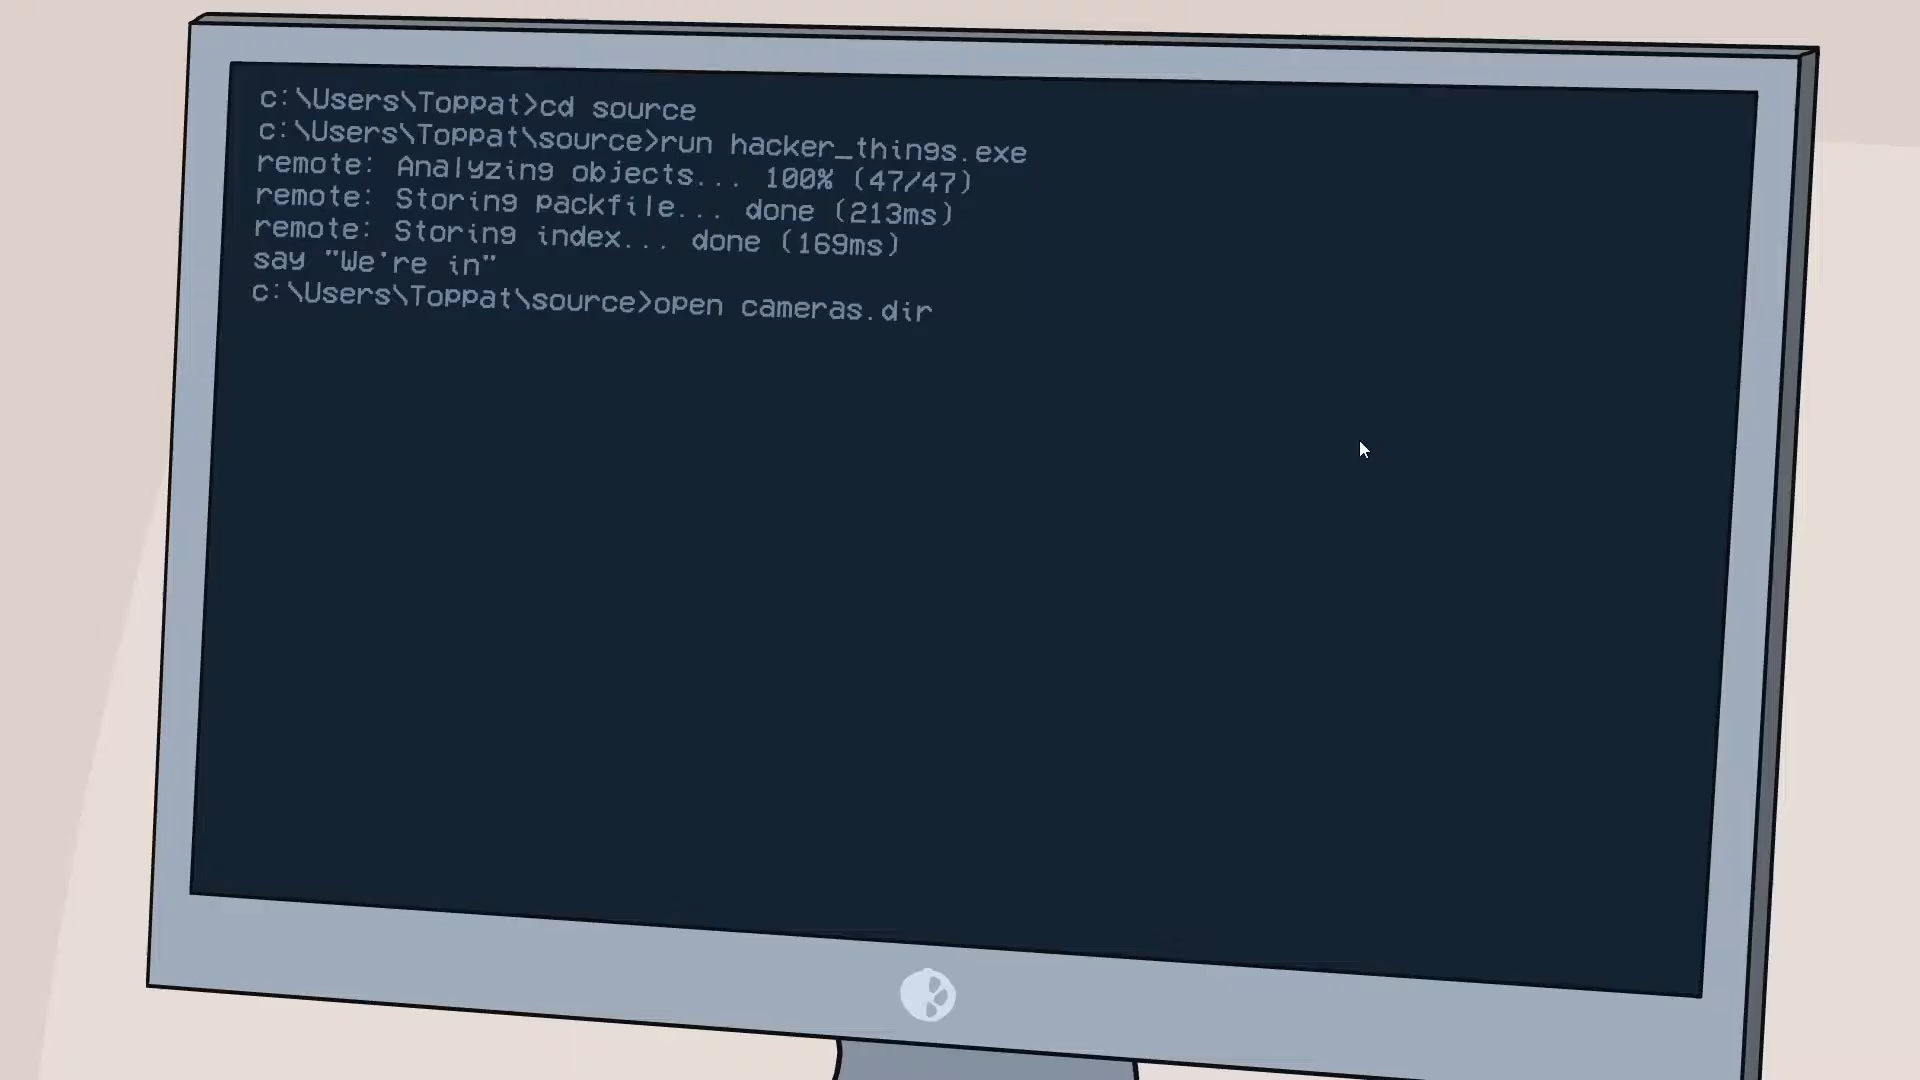 c:\Users\Toppat>cd source
c:\Users\Toppat\source>run hacker_things.exe
remote: Analyzing objects... 100% (47/47)
remote: Storing packfile... done (213ms)
remote: Storing index... done (169ms)
say "We're in"
c:\Users\Toppat\source>open cameras.dir